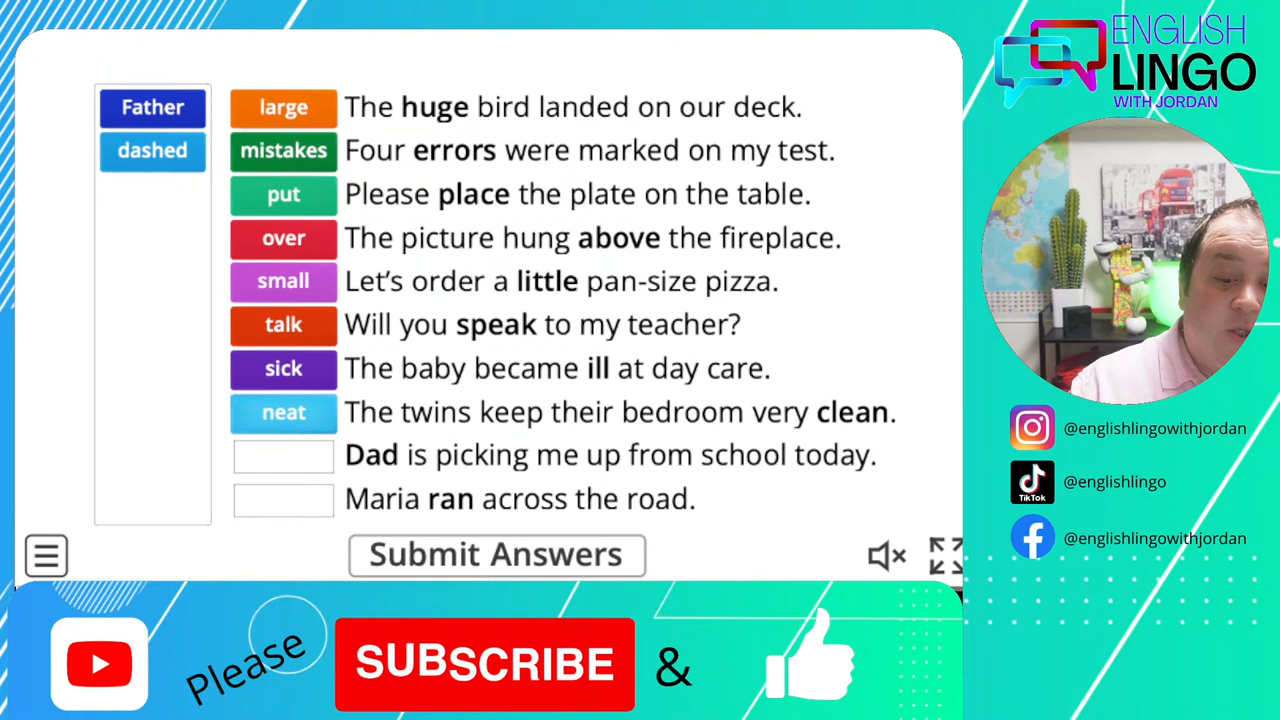 ENGLISH
LINGO
WITH JORDAN
Father
dashed
large The huge bird landed on our deck.
mistakes Four errors were marked on my test.
put Please place the plate on the table.
over The picture hung above the fireplace.
small Let's order a little pan-size pizza.
talk Will you speak to my teacher?
sick The baby became ill at day care.
neat The twins keep their bedroom very clean.
Dad is picking me up from school today.
Maria ran across the road.
Submit Answers
@englishlingowithjordan
TikTok
@englishlingo
@englishlingowithjordan
Please
SUBSCRIBE
&